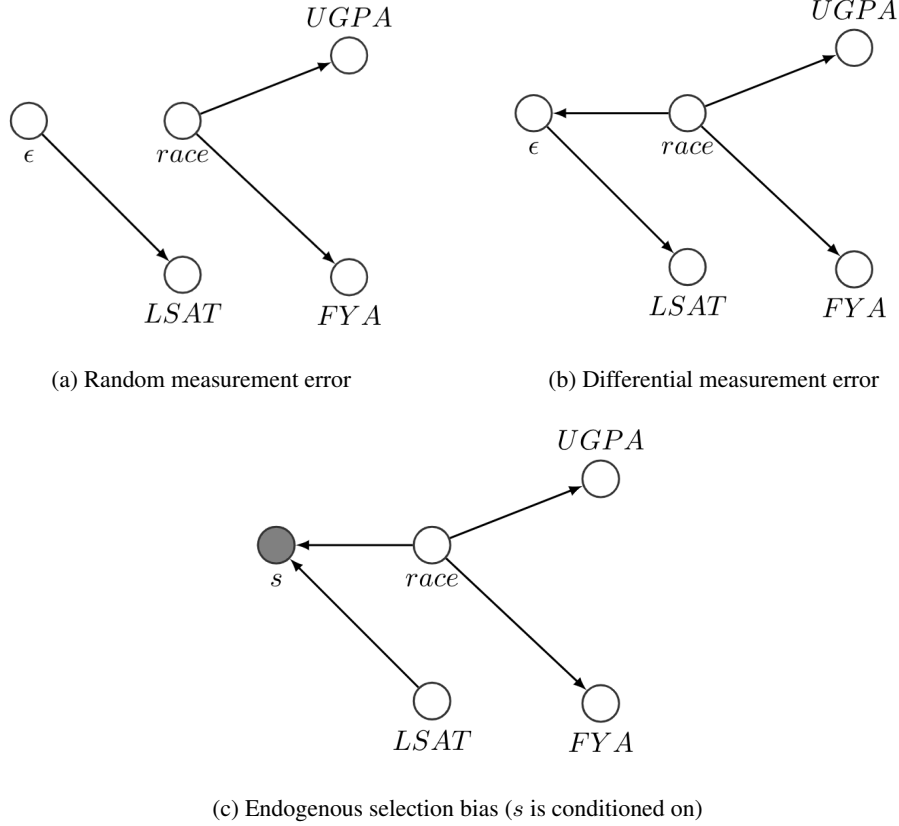 UGPA
ϵ
race
LSAT
FYA
(a) Random measurement error
UGPA
ϵ
race
LSAT
FYA
(b) Differential measurement error
UGPA
s
race
LSAT
FYA
(c) Endogenous selection bias (s is conditioned on)